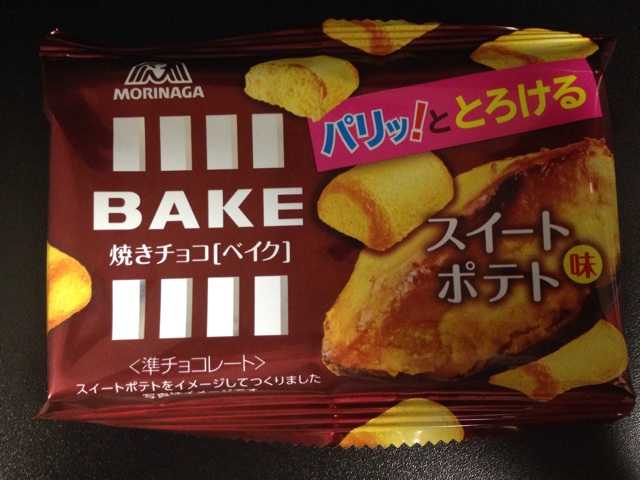 MORINAGA
パリッ!ととろける
BAKE
焼きチョコ[ベイク]
スイート
ポテト味
<準チョコレート>
スイートポテトをイメージしてつくりました